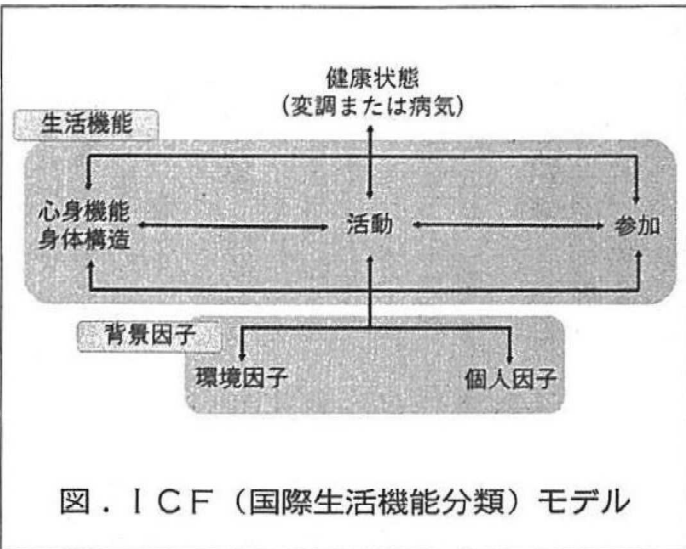 健康状態
(変調または病気)
生活機能
心身機能
身体構造
活動
参加
背景因子
環境因子
個人因子
図．ＩＣＦ（国際生活機能分類）モデル